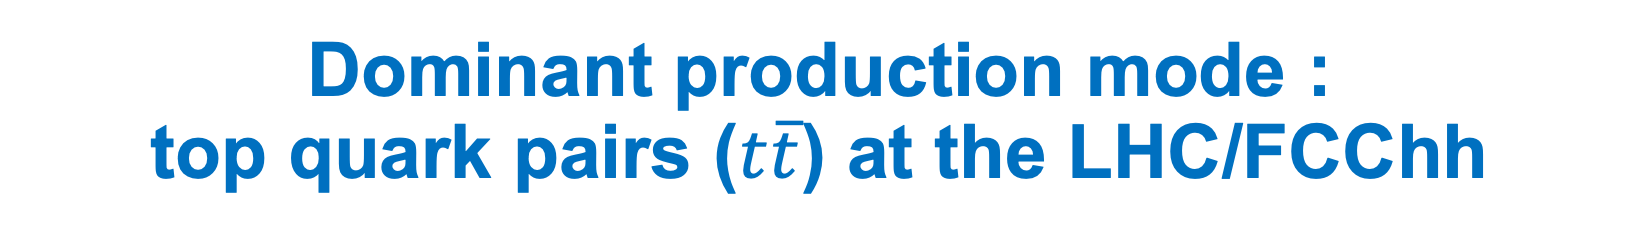 Dominant production mode :
top quark pairs (tt̅) at the LHC/FCChh